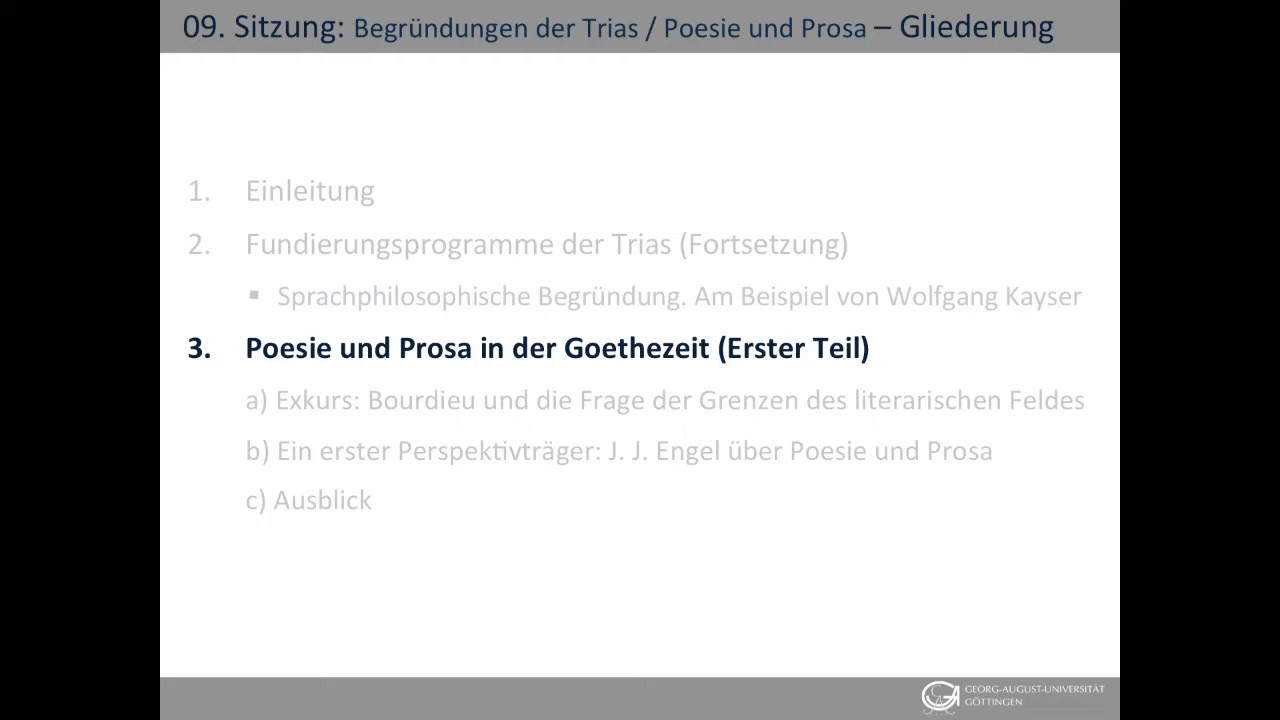 09. Sitzung: Begründungen der Trias / Poesie und Prosa – Gliederung
1. Einleitung
2. Fundierungsprogramme der Trias (Fortsetzung)
▪ Sprachphilosophische Begründung. Am Beispiel von Wolfgang Kayser
3. Poesie und Prosa in der Goethezeit (Erster Teil)
a) Exkurs: Bourdieu und die Frage der Grenzen des literarischen Feldes
b) Ein erster Perspektivträger: J. J. Engel über Poesie und Prosa
c) Ausblick
GEORG-AUGUST-UNIVERSITÄT
GÖTTINGEN